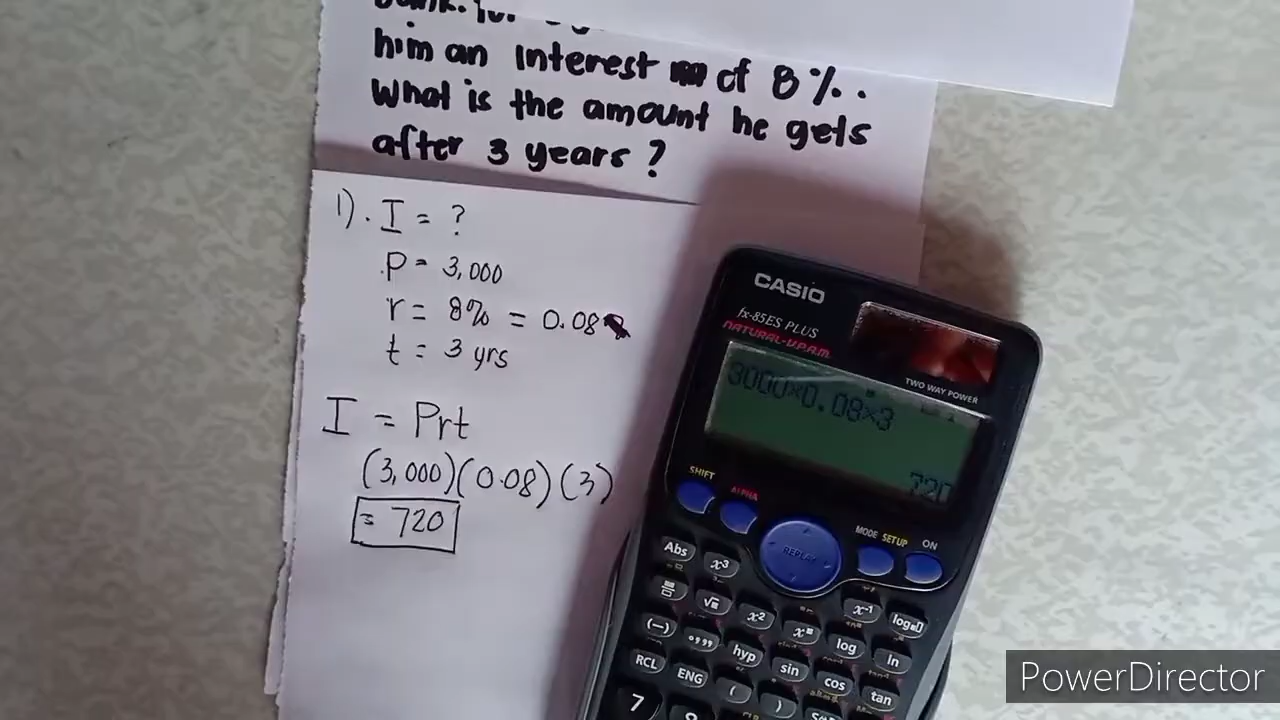 him an interest of 8%.
What is the amount he gets
after 3 years?
1). I = ?
P = 3,000
r = 8% = 0.08
t = 3 yrs
I = Prt
(3,000)(0.08)(3)
= 720
CASIO
fx-85ES PLUS
NATURAL-V.P.A.M.
TWO WAY POWER
3000×0.08×3
720
SHIFT
ALPHA
REPLAY
MODE SETUP
ON
Abs
x³
√
x²
x⁻¹
log
(−)
hyp
sin
cos
tan
log
ln
RCL
ENG
(
)
7
8
PowerDirector